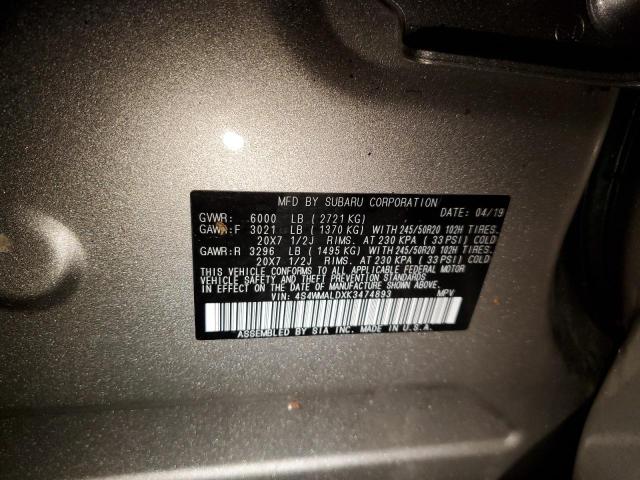 MFD BY SUBARU CORPORATION
GVWR: 6000 LB (2721KG) DATE: 04/19
GAWR:F 3021 LB (1370 KG) WITH 245/50R20 102H TIRES.
20X7 1/2J RIMS. AT 230 KPA (33 PSI) COLD
GAWR:R 3296 LB (1495 KG) WITH 245/50R20 102H TIRES.
20X7 1/2J RIMS. AT 230 KPA (33 PSI) COLD
THIS VEHICLE CONFORMS TO ALL APPLICABLE FEDERAL MOTOR
VEHICLE SAFETY AND THEFT PREVENTION STANDARDS
IN EFFECT ON THE DATE OF MANUFACTURE SHOWN ABOVE.
VIN: 4S4WMALDXK3474893 MPV
ASSEMBLED BY SIA INC. MADE IN U.S.A.